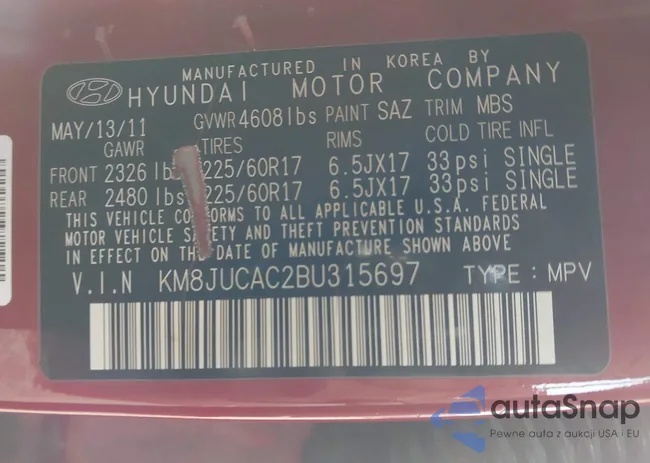 MANUFACTURED IN KOREA BY
HYUNDAI MOTOR COMPANY
MAY/13/11 GVWR 4608lbs PAINT SAZ TRIM MBS
GAWR TIRES RIMS COLD TIRE INFL
FRONT 2326 lbs 225/60R17 6.5JX17 33psi SINGLE
REAR 2480 lbs 225/60R17 6.5JX17 33psi SINGLE
THIS VEHICLE CONFORMS TO ALL APPLICABLE U.S.A. FEDERAL
MOTOR VEHICLE SAFETY AND THEFT PREVENTION STANDARDS
IN EFFECT ON THE DATE OF MANUFACTURE SHOWN ABOVE.
V.I.N KM8JUCAC2BU315697 TYPE : MPV
autaSnap
Pewne auta z aukcji USA i EU